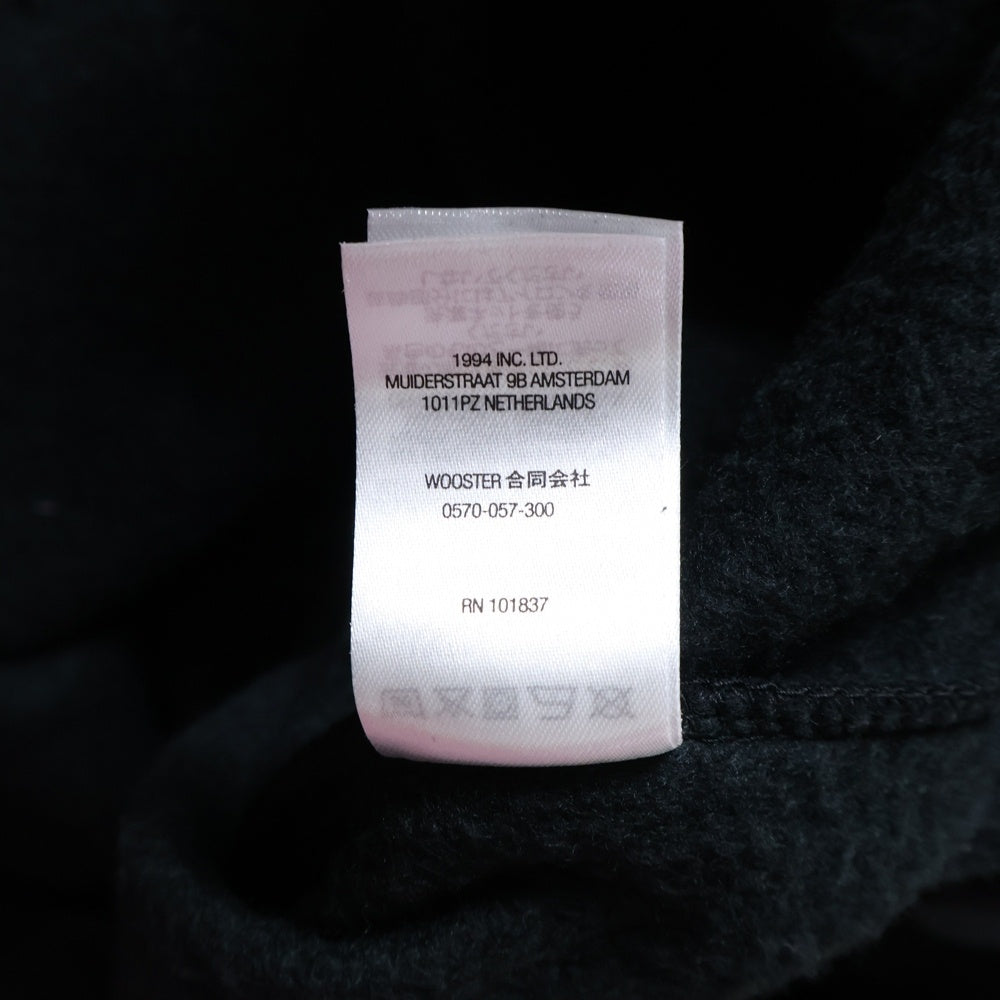 1994 INC. LTD.
MUIDERSTRAAT 9B AMSTERDAM
1011PZ NETHERLANDS
WOOSTER 合同会社
0570-057-300
RN 101837